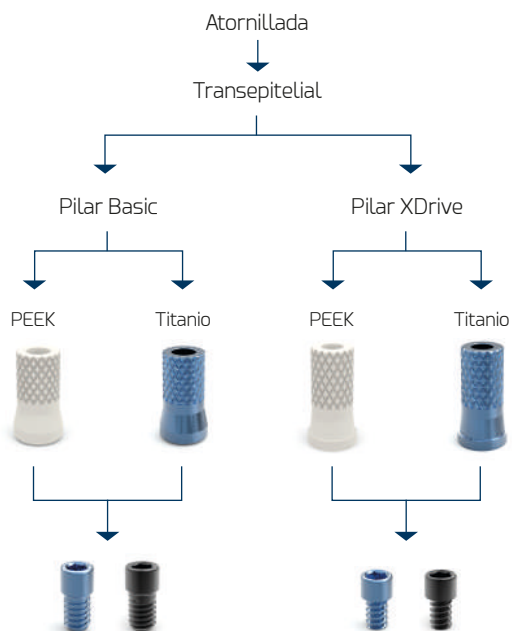 Atornillada
Transepitelial
Pilar Basic
Pilar XDrive
PEEK
Titanio
PEEK
Titanio